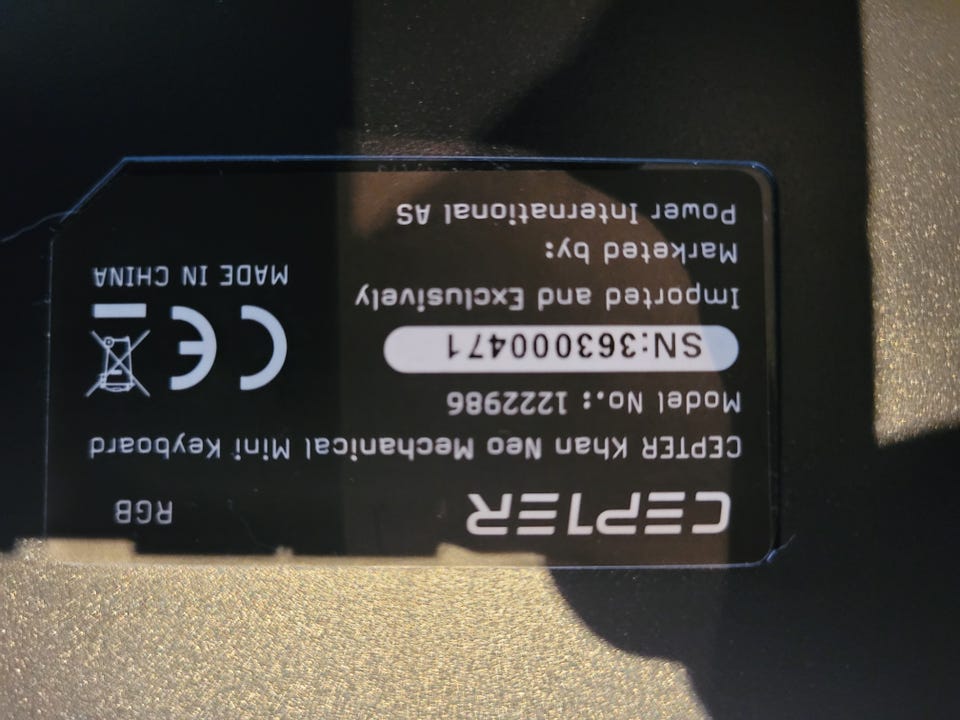 CEPTER
RGB
CEPTER Khan Neo Mechanical Mini Keyboard
Model No.: 1222986
SN:363000471
Imported and Exclusively
Marketed by:
Power International AS
CE
MADE IN CHINA